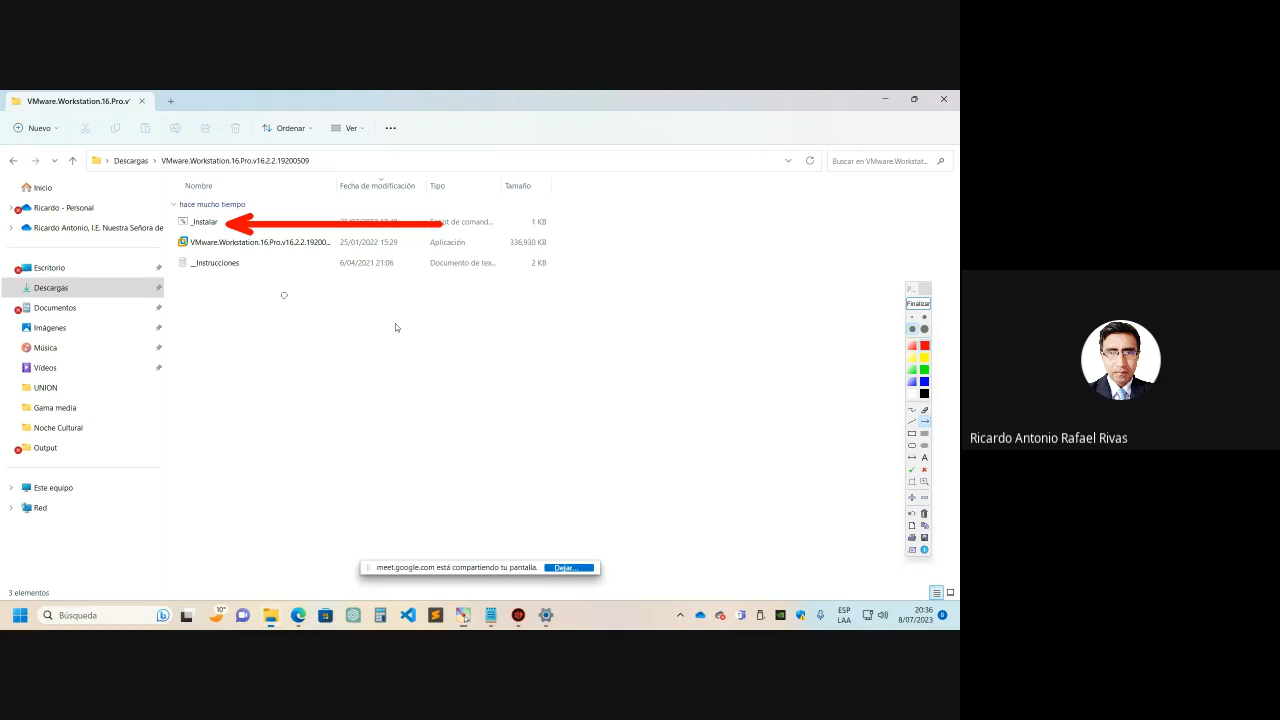 VMware.Workstation.16.Pro.v'
Nuevo
Ordenar
Ver
Descargas
VMware.Workstation.16.Pro.v16.2.2.19200509
Buscar en VMware.Workstat...
Nombre
Fecha de modificación
Tipo
Tamaño
hace mucho tiempo
_Instalar
de comand...
1 KB
VMware.Workstation.16.Pro.v16.2.2.19200...
25/01/2022 15:29
Aplicación
336,930 KB
__Instrucciones
6/04/2021 21:06
Documento de tex...
2 KB
Inicio
Ricardo - Personal
Ricardo Antonio, I.E. Nuestra Señora de
Escritorio
Descargas
Documentos
Imágenes
Música
Vídeos
UNION
Gama media
Noche Cultural
Output
Este equipo
Red
P...
Finalizar
A
meet.google.com está compartiendo tu pantalla.
Dejar...
3 elementos
Búsqueda
10°
ESP
LAA
20:36
8/07/2023
Ricardo Antonio Rafael Rivas